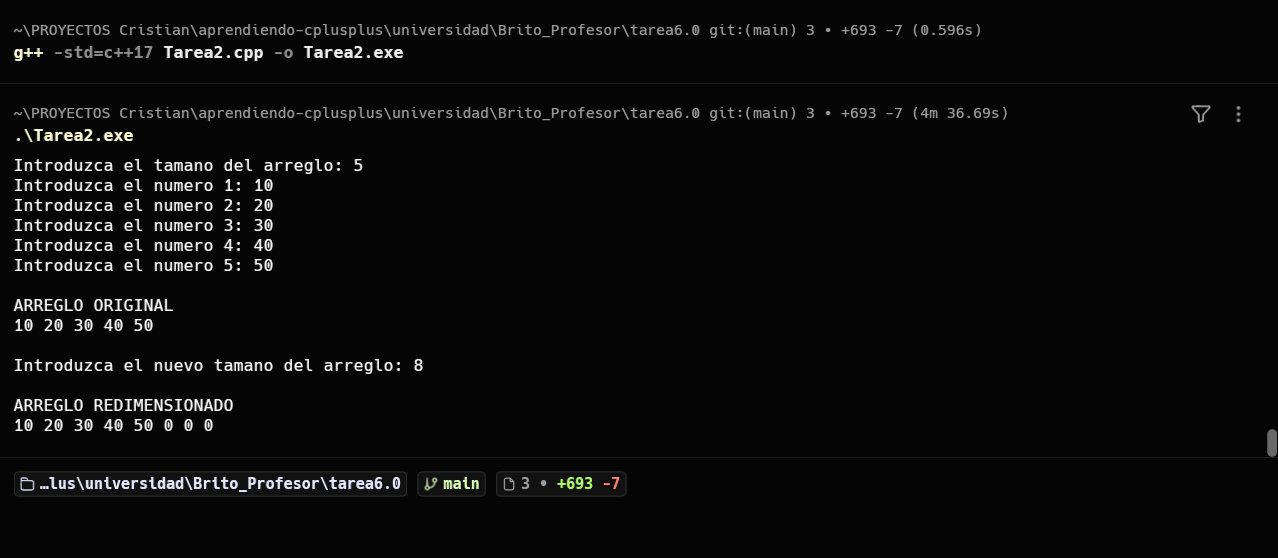 ~\PROYECTOS Cristian\aprendiendo-cplusplus\universidad\Brito_Profesor\tarea6.0 git:(main) 3 • +693 -7 (0.596s)
g++ -std=c++17 Tarea2.cpp -o Tarea2.exe
~\PROYECTOS Cristian\aprendiendo-cplusplus\universidad\Brito_Profesor\tarea6.0 git:(main) 3 • +693 -7 (4m 36.69s)
.\Tarea2.exe
Introduzca el tamano del arreglo: 5
Introduzca el numero 1: 10
Introduzca el numero 2: 20
Introduzca el numero 3: 30
Introduzca el numero 4: 40
Introduzca el numero 5: 50
ARREGLO ORIGINAL
10 20 30 40 50
Introduzca el nuevo tamano del arreglo: 8
ARREGLO REDIMENSIONADO
10 20 30 40 50 0 0 0
…lus\universidad\Brito_Profesor\tarea6.0 main 3 • +693 -7